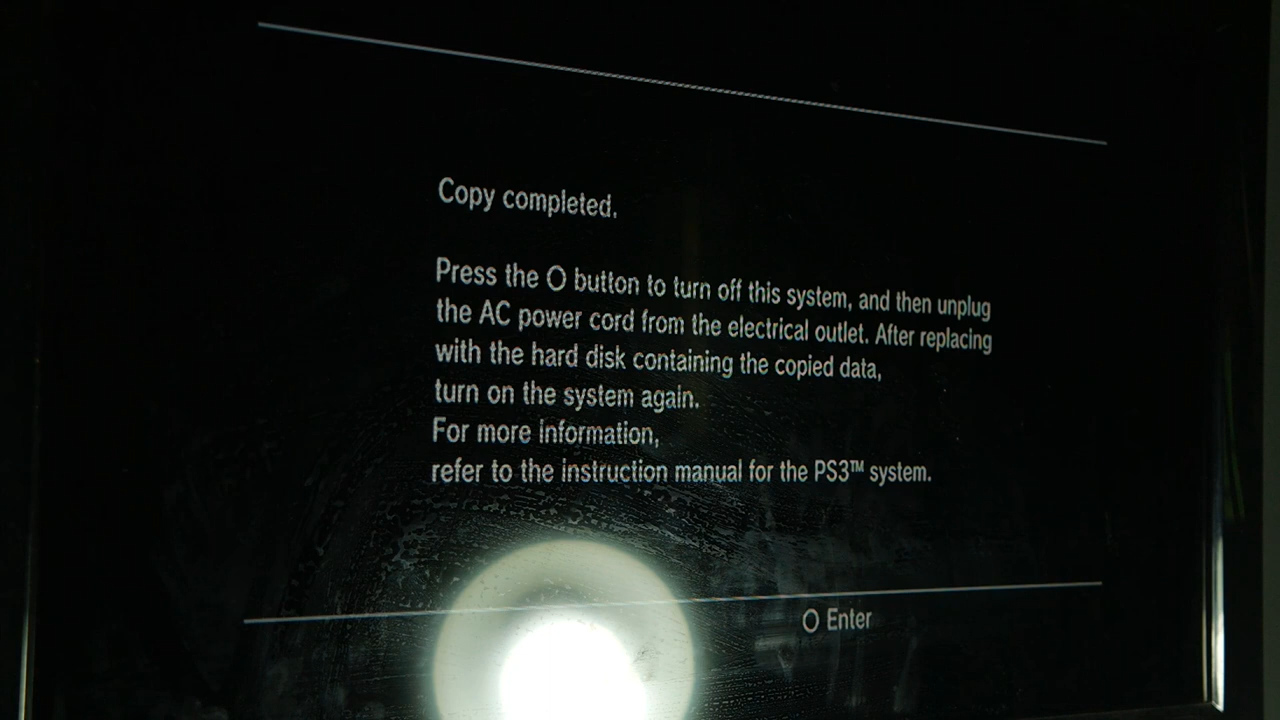 Copy completed.
Press the O button to turn off this system, and then unplug
the AC power cord from the electrical outlet. After replacing
with the hard disk containing the copied data,
turn on the system again.
For more information,
refer to the instruction manual for the PS3™ system.
O Enter